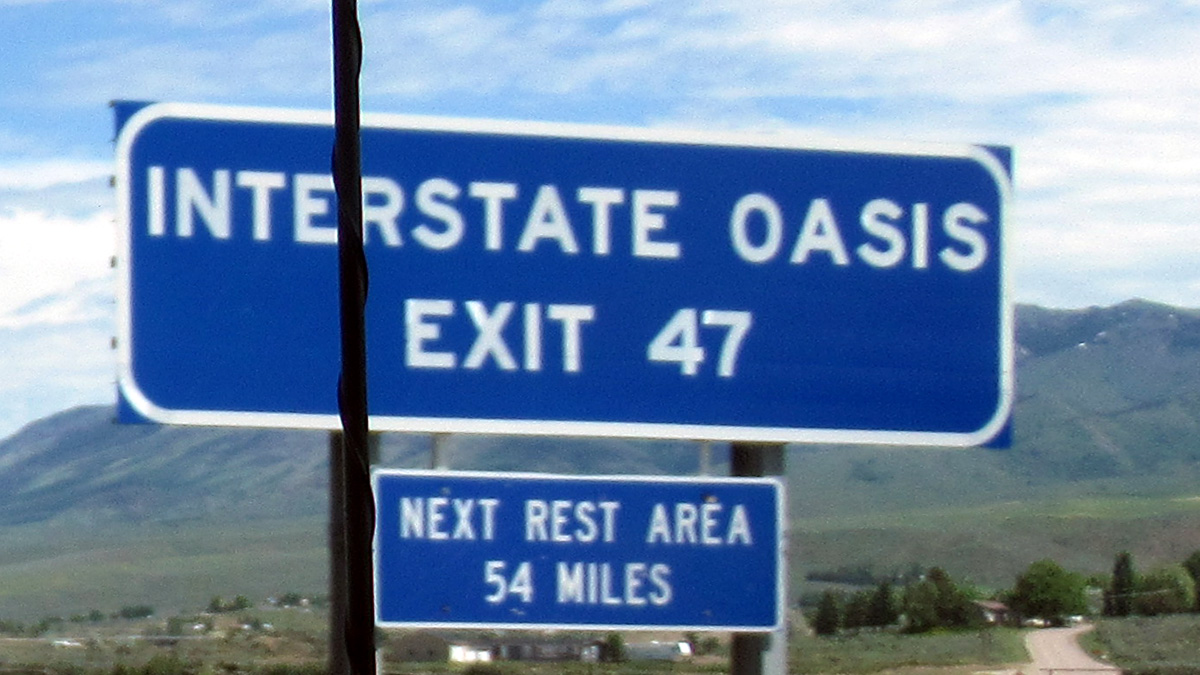 INTERSTATE OASIS
EXIT 47
NEXT REST AREA
54 MILES